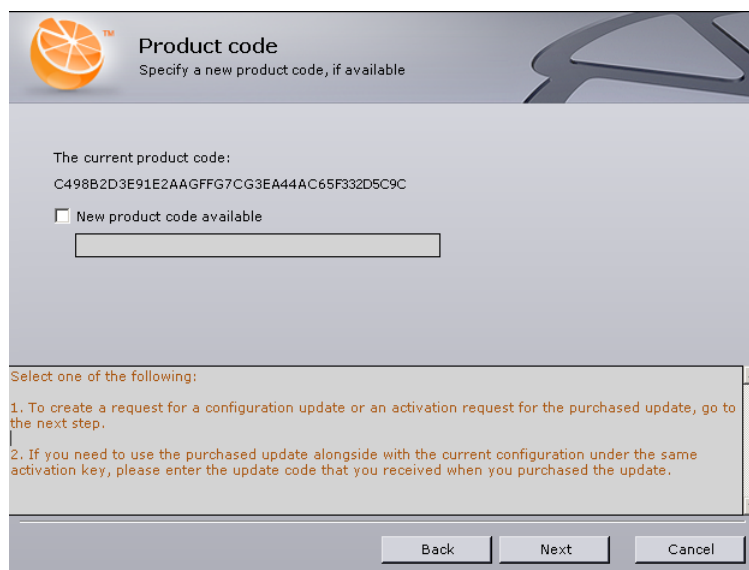 TM
Product code
Specify a new product code, if available
The current product code:
C498B2D3E91E2AAGFFG7CG3EA44AC65F332D5C9C
New product code available
Select one of the following:
1. To create a request for a configuration update or an activation request for the purchased update, go to
the next step.
2. If you need to use the purchased update alongside with the current configuration under the same
activation key, please enter the update code that you received when you purchased the update.
Back
Next
Cancel